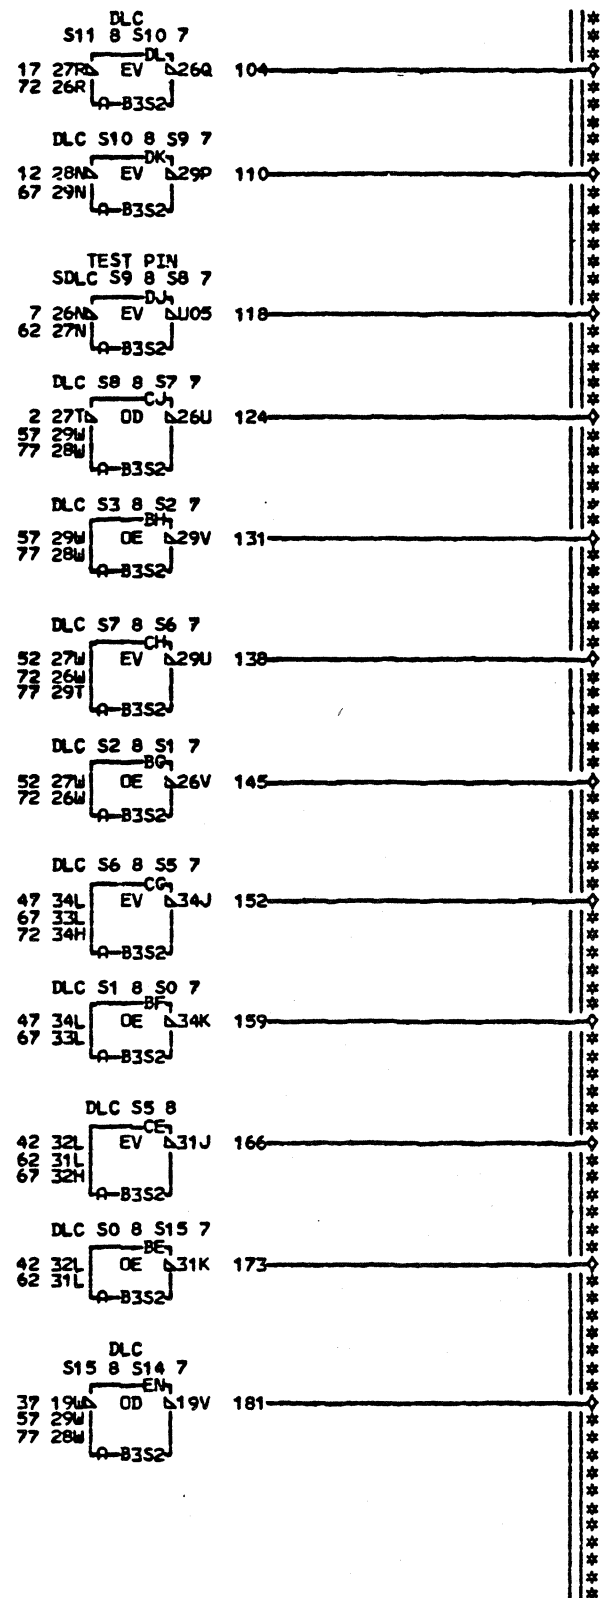 DLC
S11 8 S10 7
DL
17 27R EV 26Q 104
72 26R
A B3S2
DLC S10 8 S9 7
DK
12 28N EV 29P 110
67 29N
A B3S2
TEST PIN
SDLC S9 8 S8 7
DJ
7 26N EV U05 118
62 27N
A B3S2
DLC S8 8 S7 7
CJ
2 27T OD 26U 124
57 29W
77 28W
A B3S2
DLC S3 8 S2 7
BH
57 29W OE 29V 131
77 28W
A B3S2
DLC S7 8 S6 7
CH
52 27W EV 29U 138
72 26W
77 29T
A B3S2
DLC S2 8 S1 7
BG
52 27W OE 26V 145
72 26W
A B3S2
DLC S6 8 S5 7
CG
47 34L EV 34J 152
67 33L
72 34H
A B3S2
DLC S1 8 S0 7
BF
47 34L OE 34K 159
67 33L
A B3S2
DLC S5 8
CE
42 32L EV 31J 166
62 31L
67 32H
A B3S2
DLC S0 8 S15 7
BE
42 32L OE 31K 173
62 31L
A B3S2
DLC
S15 8 S14 7
EN
37 19W OD 19V 181
57 29W
77 28W
A B3S2